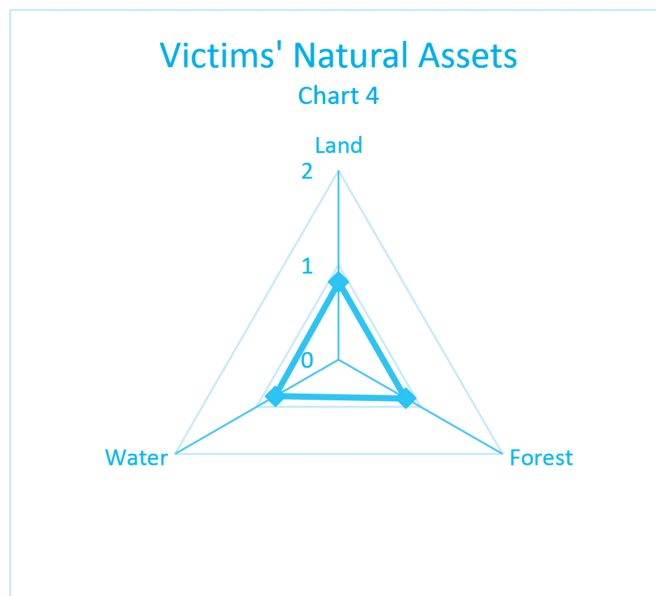 Victims' Natural Assets
Chart 4
Land
2
1
0
Water
Forest